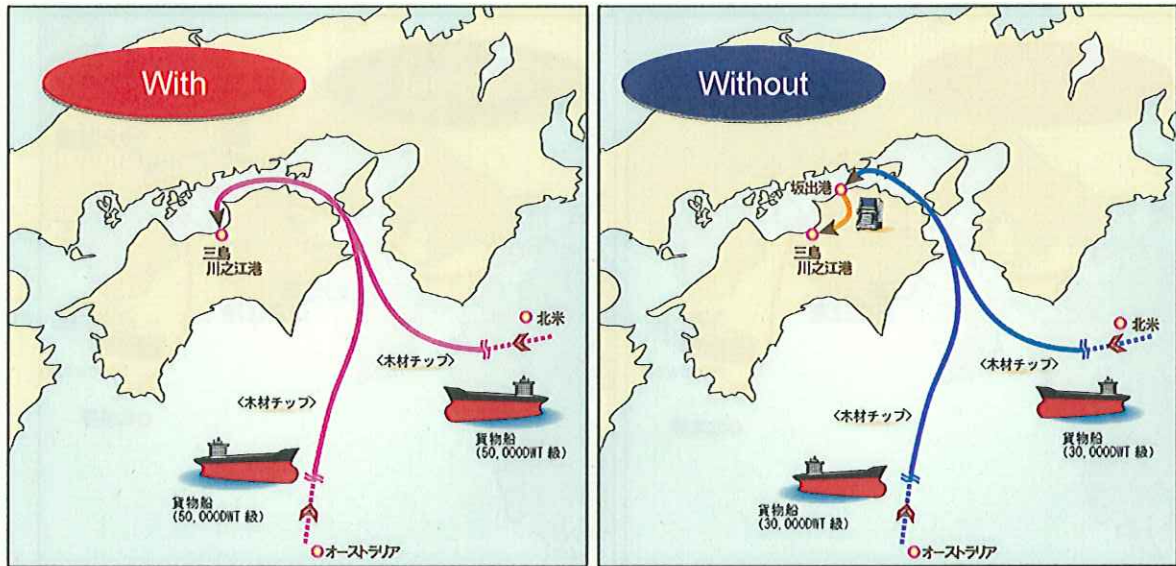 With
三島
川之江港
北米
〈木材チップ〉
〈木材チップ〉
貨物船
(50,000DWT 級)
貨物船
(50,000DWT 級)
オーストラリア
Without
坂出港
三島
川之江港
北米
〈木材チップ〉
〈木材チップ〉
貨物船
(30,000DWT 級)
貨物船
(30,000DWT 級)
オーストラリア